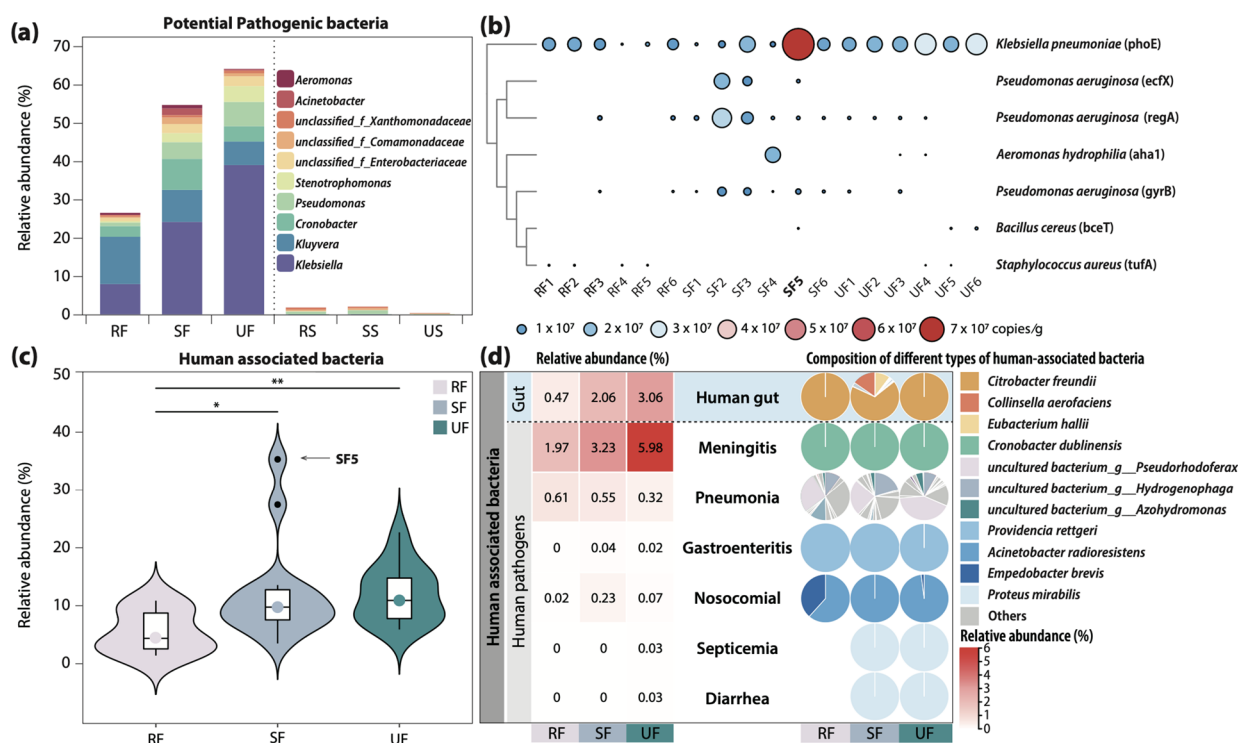 (a)
Potential Pathogenic bacteria
Relative abundance (%)
70
60
50
40
30
20
10
0
RF SF UF RS SS US
Aeromonas
Acinetobacter
unclassified_f_Xanthomonadaceae
unclassified_f_Comamonadaceae
unclassified_f_Enterobacteriaceae
Stenotrophomonas
Pseudomonas
Cronobacter
Kluyvera
Klebsiella
(b)
Klebsiella pneumoniae (phoE)
Pseudomonas aeruginosa (ecfX)
Pseudomonas aeruginosa (regA)
Aeromonas hydrophilia (aha1)
Pseudomonas aeruginosa (gyrB)
Bacillus cereus (bceT)
Staphylococcus aureus (tufA)
RF1 RF2 RF3 RF4 RF5 RF6 SF1 SF2 SF3 SF4 SF5 SF6 UF1 UF2 UF3 UF4 UF5 UF6
1 x 10⁷ 2 x 10⁷ 3 x 10⁷ 4 x 10⁷ 5 x 10⁷ 6 x 10⁷ 7 x 10⁷ copies/g
(c)
Human associated bacteria
Relative abundance (%)
50
40
30
20
10
0
**
*
SF5
RF
SF
UF
RF SF UF
(d)
Relative abundance (%)
Composition of different types of human-associated bacteria
Human associated bacteria
Gut
Human pathogens
0.47 2.06 3.06 Human gut
1.97 3.23 5.98 Meningitis
0.61 0.55 0.32 Pneumonia
0 0.04 0.02 Gastroenteritis
0.02 0.23 0.07 Nosocomial
0 0 0.03 Septicemia
0 0 0.03 Diarrhea
RF SF UF
RF SF UF
Citrobacter freundii
Collinsella aerofaciens
Eubacterium hallii
Cronobacter dublinensis
uncultured bacterium_g__Pseudorhodoferax
uncultured bacterium_g__Hydrogenophaga
uncultured bacterium_g__Azohydromonas
Providencia rettgeri
Acinetobacter radioresistens
Empedobacter brevis
Proteus mirabilis
Others
Relative abundance (%)
6
5
4
3
2
1
0